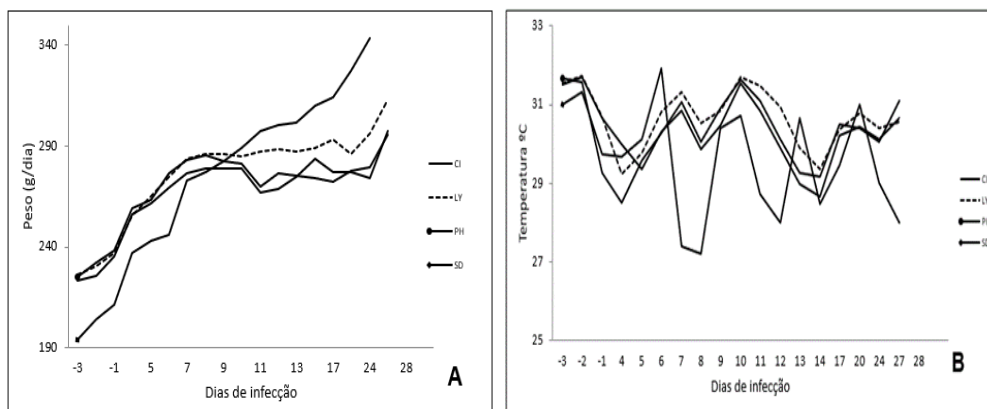 340
290
240
190
Peso (g/dia)
-3 -1 5 7 9 11 13 17 24 28
Dias de infecção
CI
LY
PH
SD
A
33
31
29
27
25
Temperatura ºC
-3 -2 -1 4 5 6 7 8 9 10 11 12 13 14 17 20 24 27 28
Dias de infecção
LY
B